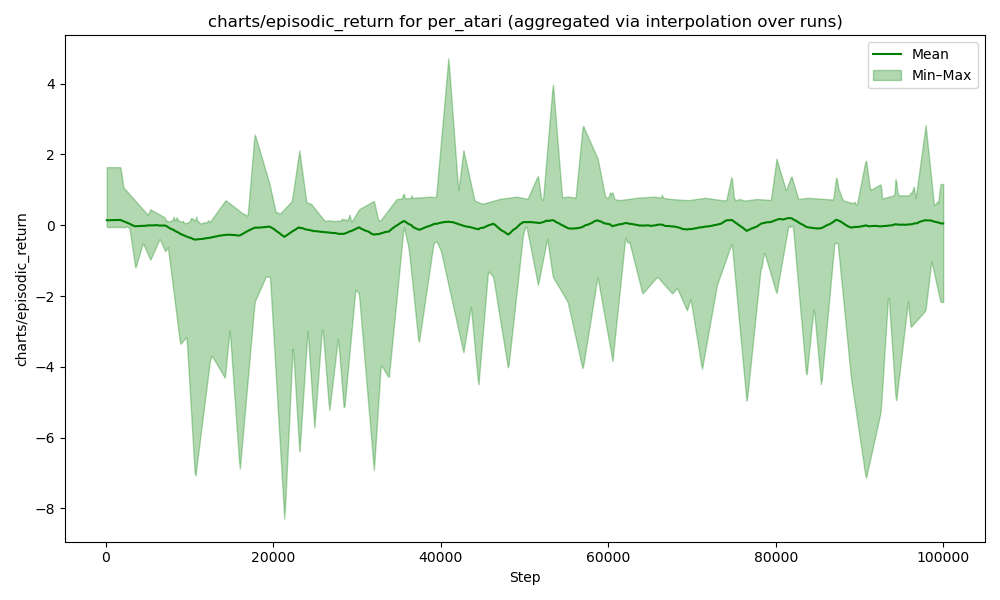 charts/episodic_return for per_atari (aggregated via interpolation over runs)
Mean
Min–Max
charts/episodic_return
4
2
0
−2
−4
−6
−8
0
20000
40000
60000
80000
100000
Step